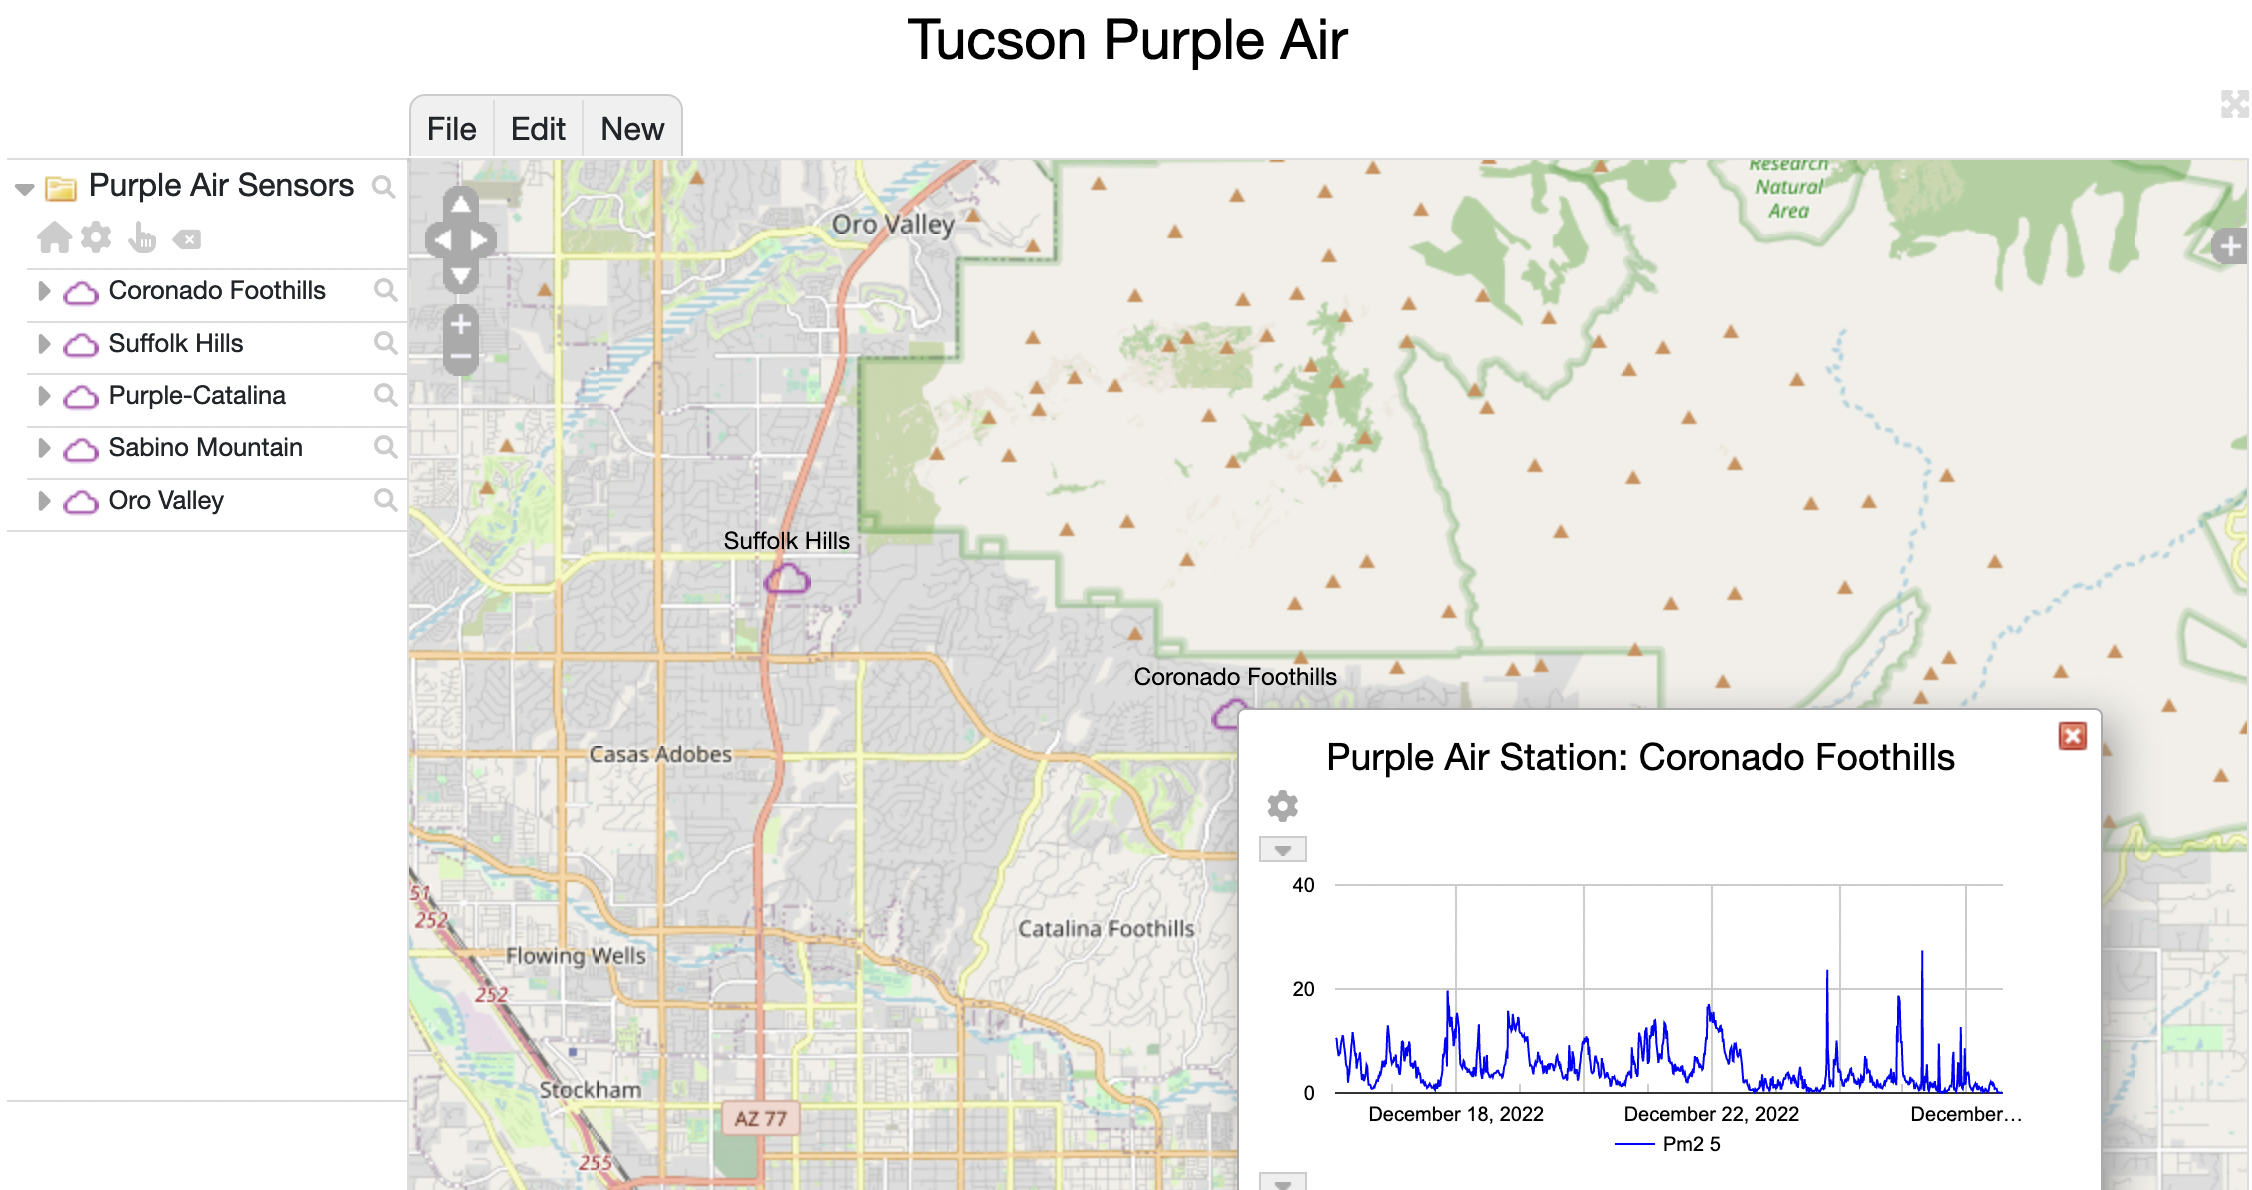 Tucson Purple Air
File Edit New
Purple Air Sensors
Coronado Foothills
Suffolk Hills
Purple-Catalina
Sabino Mountain
Oro Valley
Research
Natural
Area
Oro Valley
Suffolk Hills
Coronado Foothills
Casas Adobes
Catalina Foothills
Flowing Wells
Stockham
51
252
252
255
AZ 77
Purple Air Station: Coronado Foothills
40
20
0
December 18, 2022 December 22, 2022 December...
Pm2 5